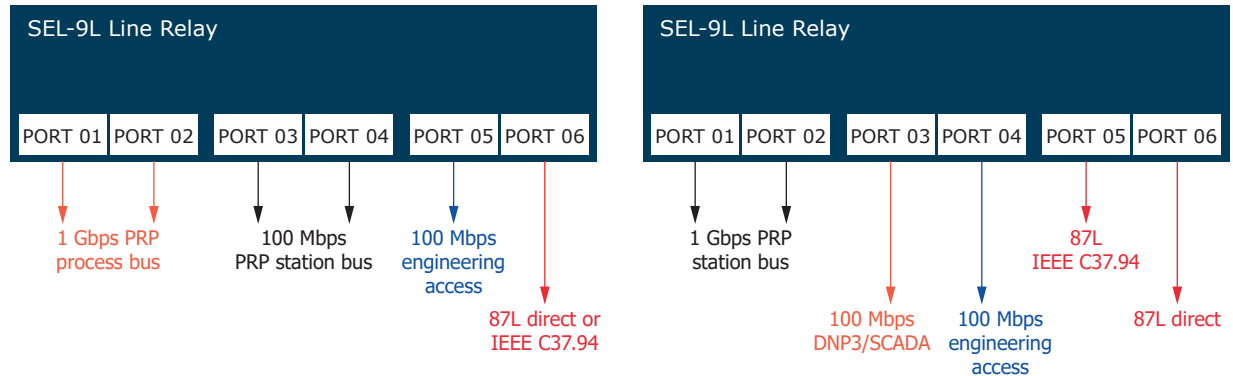 SEL-9L Line Relay
PORT 01 PORT 02 PORT 03 PORT 04 PORT 05 PORT 06
1 Gbps PRP
process bus
100 Mbps
PRP station bus
100 Mbps
engineering
access
87L direct or
IEEE C37.94
SEL-9L Line Relay
PORT 01 PORT 02 PORT 03 PORT 04 PORT 05 PORT 06
1 Gbps PRP
station bus
100 Mbps
DNP3/SCADA
100 Mbps
engineering
access
87L
IEEE C37.94
87L direct